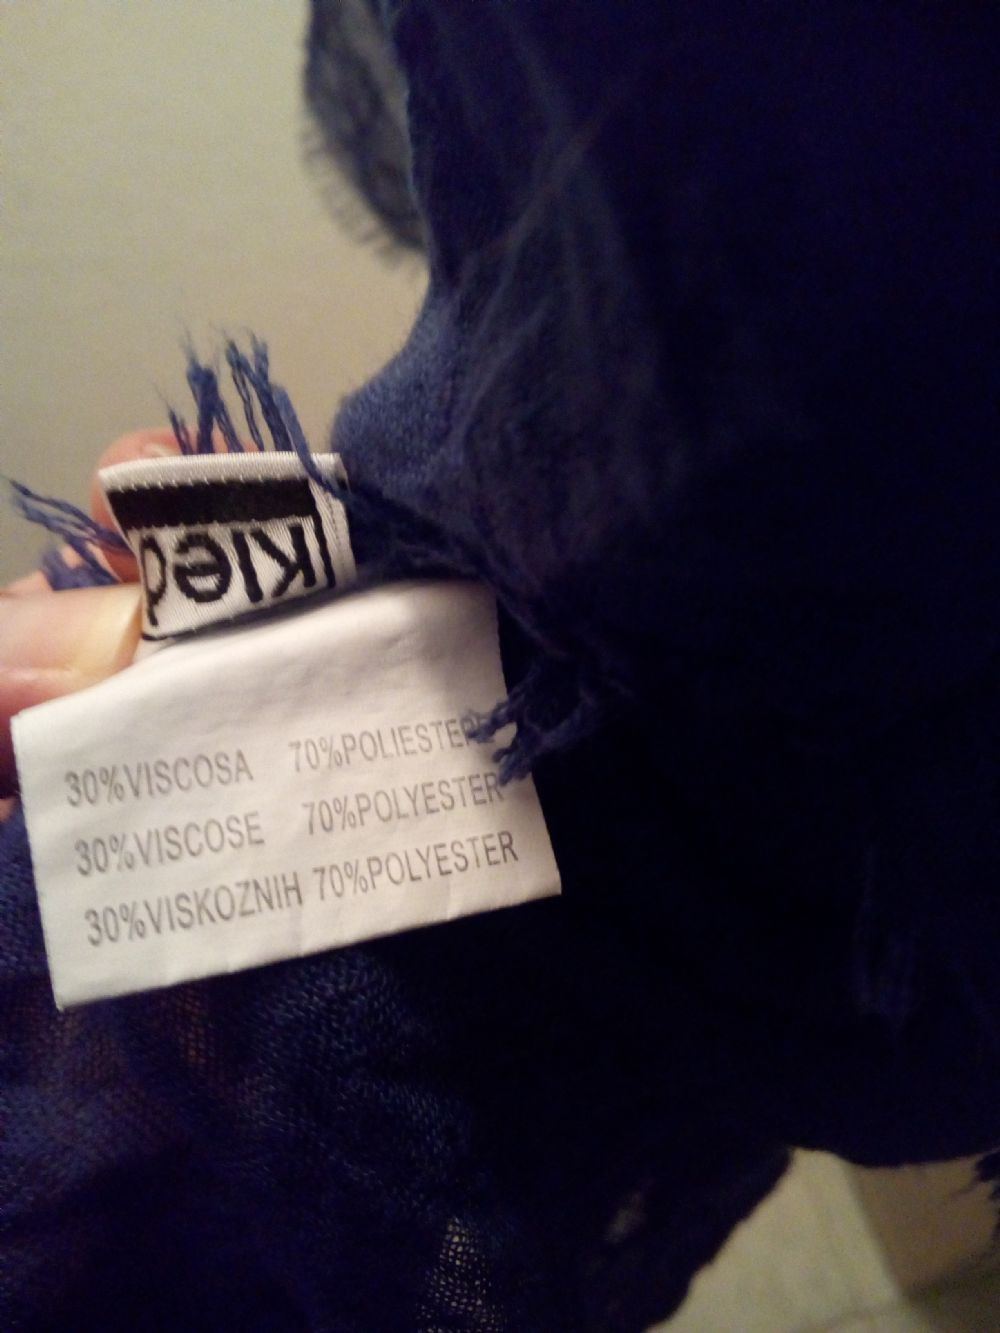 30%VISCOSA 70%POLIESTER
30%VISCOSE 70%POLYESTER
30%VISKOZNIH 70%POLYESTER